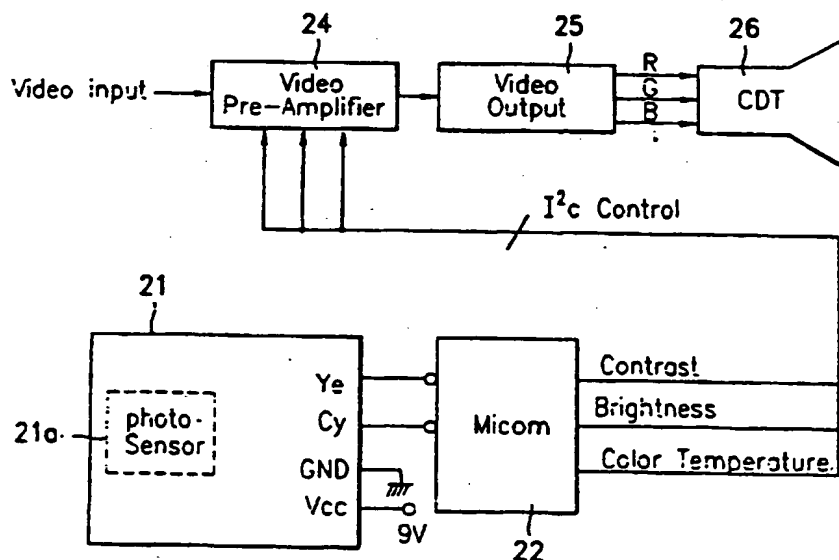 24
25
26
Video input
Video
Pre-Amplifier
Video
Output
R
G
B
CDT
I²c Control
21
21a
photo-
Sensor
Ye
Cy
GND
Vcc
9V
Micom
22
Contrast
Brightness
Color Temperature